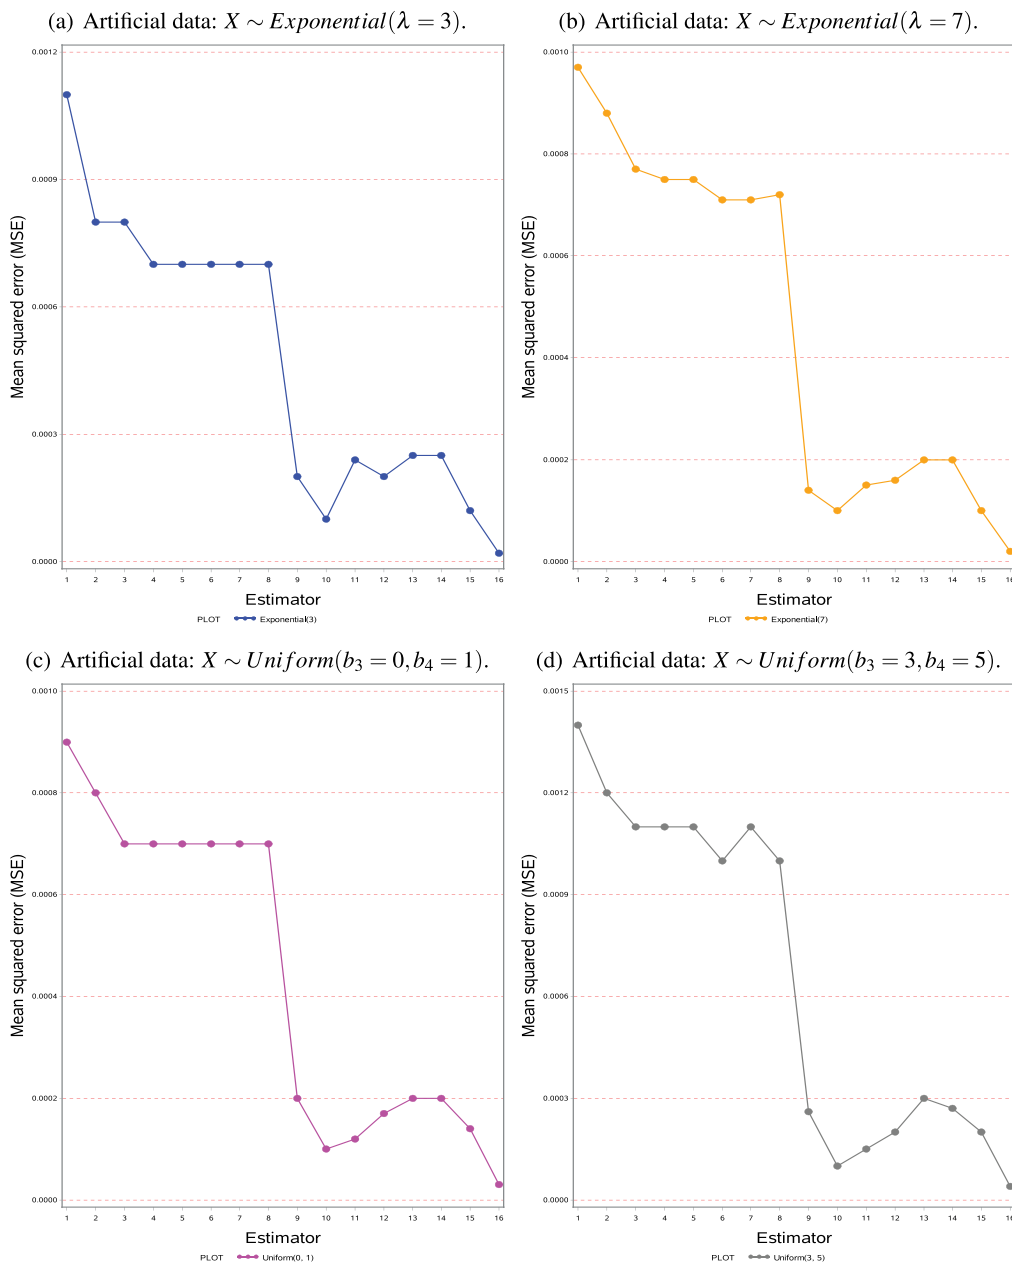 (a) Artificial data: X ∼ Exponential(λ = 3).
0.0012
0.0009
0.0006
0.0003
0.0000
Mean squared error (MSE)
1 2 3 4 5 6 7 8 9 10 11 12 13 14 15 16
Estimator
PLOT Exponential(3)
(b) Artificial data: X ∼ Exponential(λ = 7).
0.0010
0.0008
0.0006
0.0004
0.0002
0.0000
Mean squared error (MSE)
1 2 3 4 5 6 7 8 9 10 11 12 13 14 15 16
Estimator
PLOT Exponential(7)
(c) Artificial data: X ∼ Uniform(b₃ = 0, b₄ = 1).
0.0010
0.0008
0.0006
0.0004
0.0002
0.0000
Mean squared error (MSE)
1 2 3 4 5 6 7 8 9 10 11 12 13 14 15 16
Estimator
PLOT Uniform(0, 1)
(d) Artificial data: X ∼ Uniform(b₃ = 3, b₄ = 5).
0.0015
0.0012
0.0009
0.0006
0.0003
0.0000
Mean squared error (MSE)
1 2 3 4 5 6 7 8 9 10 11 12 13 14 15 16
Estimator
PLOT Uniform(3, 5)